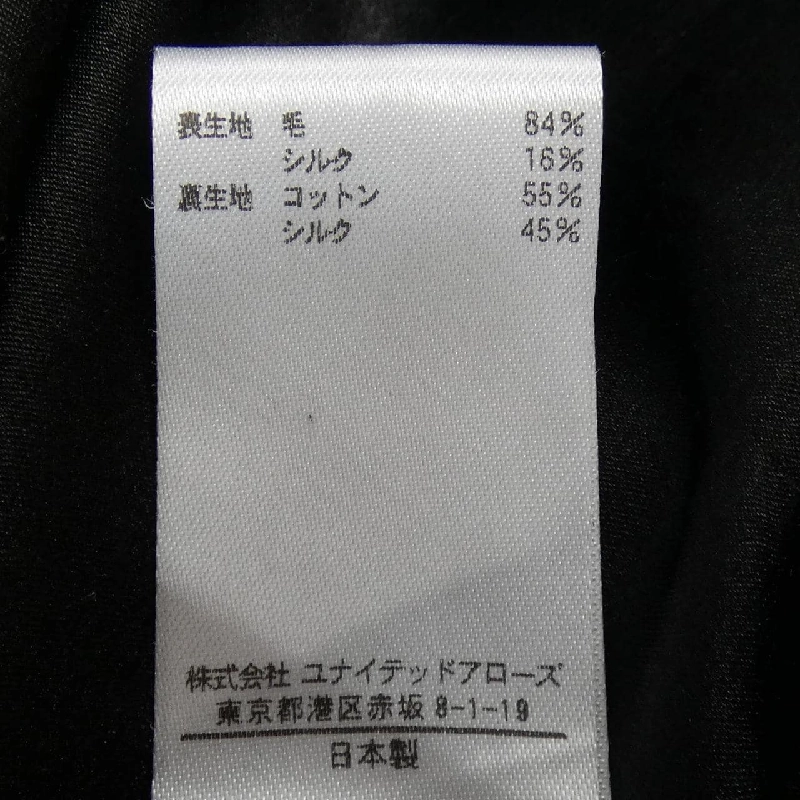 表生地 毛 84%
シルク 16%
裏生地 コットン 55%
シルク 45%
株式会社 ユナイテッドアローズ
東京都港区赤坂 8-1-19
日本製